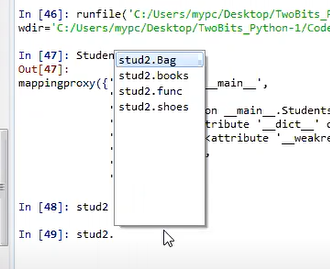 In [46]: runfile('C:/Users/mypc/Desktop/TwoBits_P
wdir='C:/Users/mypc/Desktop/TwoBits_Python-1/Code
In [47]: Studen
Out[47]:
mappingproxy({' __main__',
on __main__.Students
ttribute '__dict__' o
<attribute '__weakre
stud2.Bag
stud2.books
stud2.func
stud2.shoes
In [48]: stud2
In [49]: stud2.